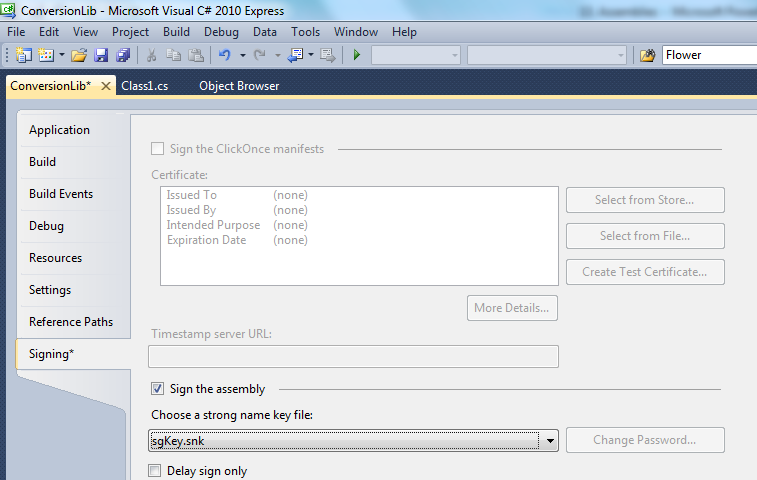 ConversionLib - Microsoft Visual C# 2010 Express
File Edit View Project Build Debug Data Tools Window Help
Flower
ConversionLib* Class1.cs Object Browser
Application
Build
Build Events
Debug
Resources
Settings
Reference Paths
Signing*
Sign the ClickOnce manifests
Certificate:
Issued To (none)
Issued By (none)
Intended Purpose (none)
Expiration Date (none)
Select from Store...
Select from File...
Create Test Certificate...
More Details...
Timestamp server URL:
Sign the assembly
Choose a strong name key file:
sgKey.snk
Change Password...
Delay sign only